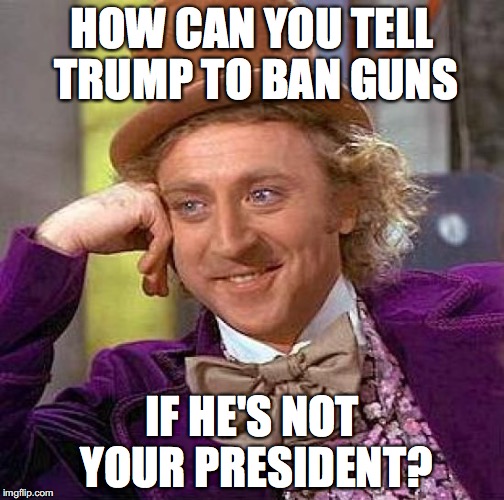 HOW CAN YOU TELL
TRUMP TO BAN GUNS
IF HE'S NOT
YOUR PRESIDENT?
imgflip.com